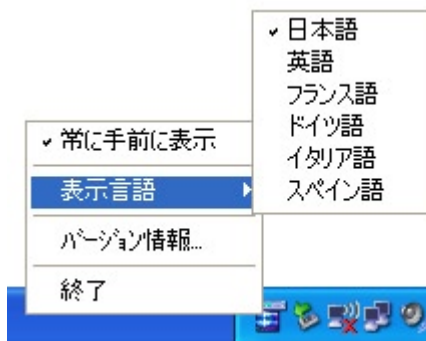 常に手前に表示
表示言語
バージョン情報...
終了
日本語
英語
フランス語
ドイツ語
イタリア語
スペイン語